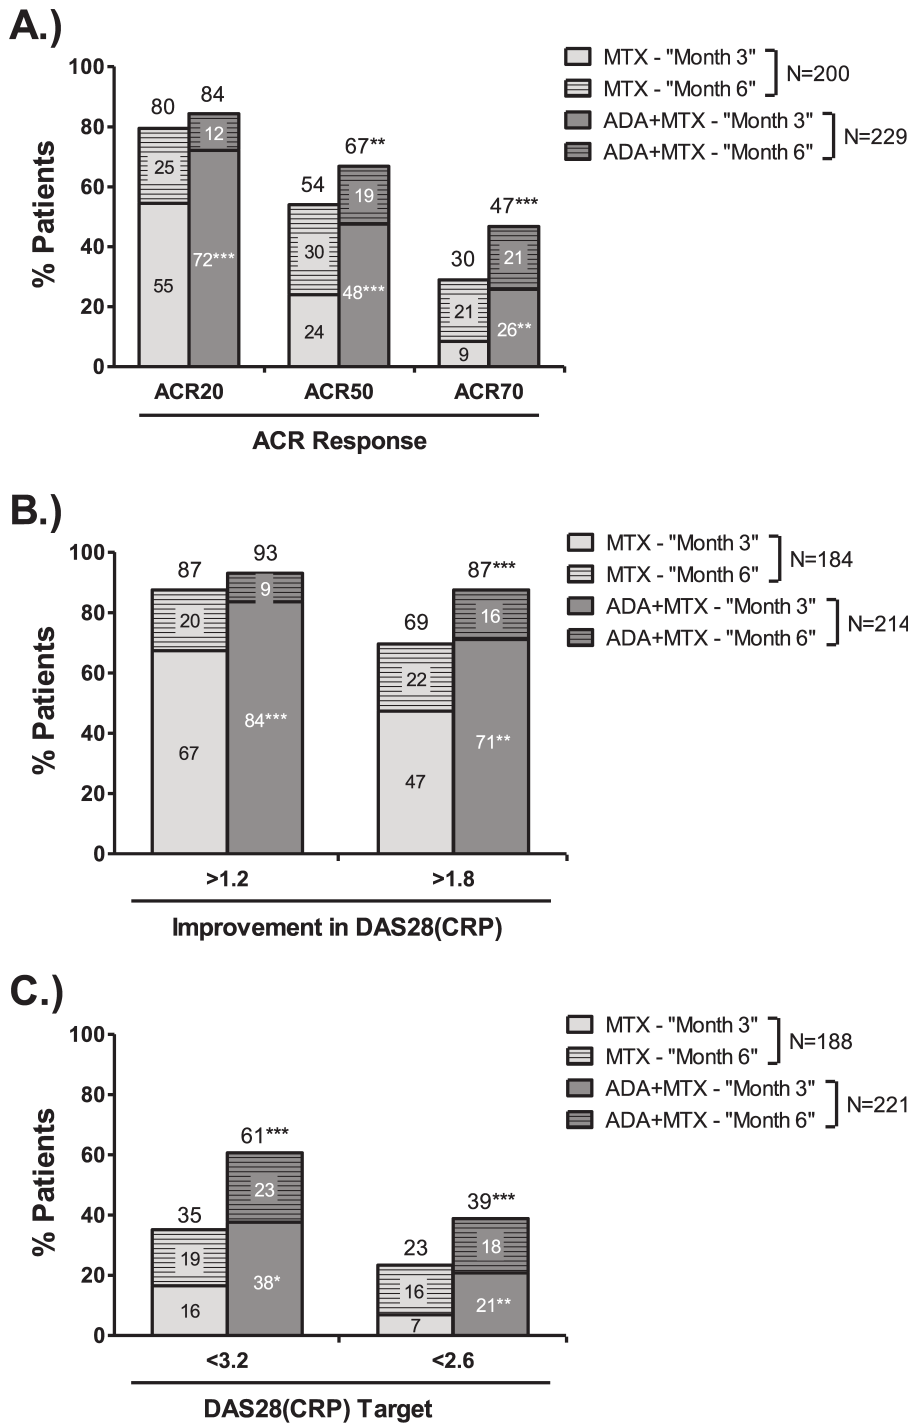 A.)
% Patients
100
80
60
40
20
0
80
84
25
12
55
72***
54
67**
30
19
24
48***
30
47***
21
21
9
26**
ACR20
ACR50
ACR70
ACR Response
MTX - "Month 3"
MTX - "Month 6"
N=200
ADA+MTX - "Month 3"
ADA+MTX - "Month 6"
N=229
B.)
% Patients
100
80
60
40
20
0
87
93
20
9
67
84***
69
87***
22
16
47
71**
>1.2
>1.8
Improvement in DAS28(CRP)
MTX - "Month 3"
MTX - "Month 6"
N=184
ADA+MTX - "Month 3"
ADA+MTX - "Month 6"
N=214
C.)
% Patients
100
80
60
40
20
0
35
61***
19
23
16
38*
23
39***
16
18
7
21**
<3.2
<2.6
DAS28(CRP) Target
MTX - "Month 3"
MTX - "Month 6"
N=188
ADA+MTX - "Month 3"
ADA+MTX - "Month 6"
N=221